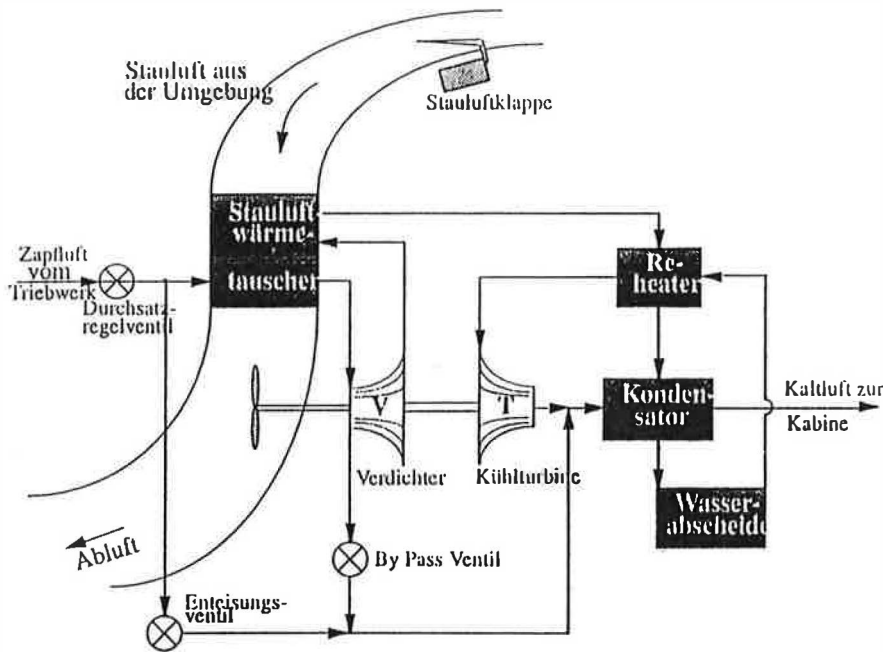 Stauluft aus
der Umgebung
Stauluftklappe
Stauluft-
wärme-
tauscher
Zapfluft
vom
Triebwerk
Durchsatz-
regelventil
Re-
heater
V
T
Konden-
sator
Kaltluft zur
Kabine
Verdichter
Kühlturbine
Wasser-
abscheide
Abluft
By Pass Ventil
Enteisungs-
ventil